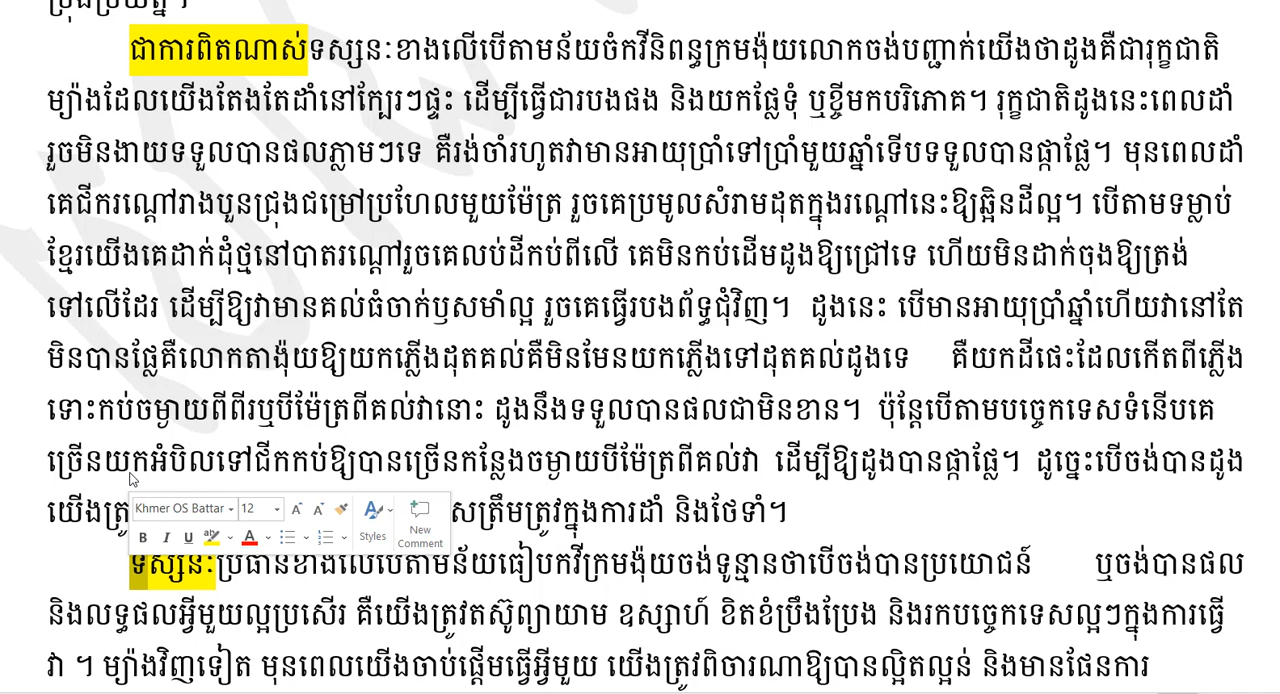 ជាការពិតណាស់ទស្សនៈខាងលើបើតាមន័យចំកវីនិពន្ធក្រមង៉ុយលោកចង់បញ្ជាក់យើងថាដូងគឺជារុក្ខជាតិ
ម្យ៉ាងដែលយើងតែងតែដាំនៅក្បែរៗផ្ទះ ដើម្បីធ្វើជារបងផង និងយកផ្លែទុំ ឬខ្ចីមកបរិភោគ។ រុក្ខជាតិដូងនេះពេលដាំ
រួចមិនងាយទទួលបានផលភ្លាមៗទេ គឺរង់ចាំរហូតវាមានអាយុប្រាំទៅប្រាំមួយឆ្នាំទើបទទួលបានផ្កាផ្លែ។ មុនពេលដាំ
គេជីករណ្តៅរាងបួនជ្រុងជម្រៅប្រហែលមួយម៉ែត្រ រួចគេប្រមូលសំរាមដុតក្នុងរណ្តៅនេះឱ្យឆ្អិនដីល្អ។ បើតាមទម្លាប់
ខ្មែរយើងគេដាក់ដុំថ្មនៅបាតរណ្តៅរួចគេលប់ដីកប់ពីលើ គេមិនកប់ដើមដូងឱ្យជ្រៅទេ ហើយមិនដាក់ចុងឱ្យត្រង់
ទៅលើដែរ ដើម្បីឱ្យវាមានគល់ធំចាក់ឫសមាំល្អ រួចគេធ្វើរបងព័ទ្ធជុំវិញ។ ដូងនេះ បើមានអាយុប្រាំឆ្នាំហើយវានៅតែ
មិនបានផ្លែគឺលោកតាង៉ុយឱ្យយកភ្លើងដុតគល់គឺមិនមែនយកភ្លើងទៅដុតគល់ដូងទេ គឺយកដីផេះដែលកើតពីភ្លើង
ទោះកប់ចម្ងាយពីពីរឬបីម៉ែត្រពីគល់វានោះ ដូងនឹងទទួលបានផលជាមិនខាន។ ប៉ុន្តែបើតាមបច្ចេកទេសទំនើបគេ
ច្រើនយកអំបិលទៅជីកកប់ឱ្យបានច្រើនកន្លែងចម្ងាយបីម៉ែត្រពីគល់វា ដើម្បីឱ្យដូងបានផ្កាផ្លែ។ ដូច្នេះបើចង់បានដូង
យើងត្រូ សត្រឹមត្រូវក្នុងការដាំ និងថែទាំ។
Khmer OS Battar 12
B I U Styles New Comment
ទស្សនៈប្រធានខាងលើបើតាមន័យធៀបកវីក្រមង៉ុយចង់ទូន្មានថាបើចង់បានប្រយោជន៍ ឬចង់បានផល
និងលទ្ធផលអ្វីមួយល្អប្រសើរ គឺយើងត្រូវតស៊ូព្យាយាម ឧស្សាហ៍ ខិតខំប្រឹងប្រែង និងរកបច្ចេកទេសល្អៗក្នុងការធ្វើ
វា ។ ម្យ៉ាងវិញទៀត មុនពេលយើងចាប់ផ្តើមធ្វើអ្វីមួយ យើងត្រូវពិចារណាឱ្យបានល្អិតល្អន់ និងមានផែនការ